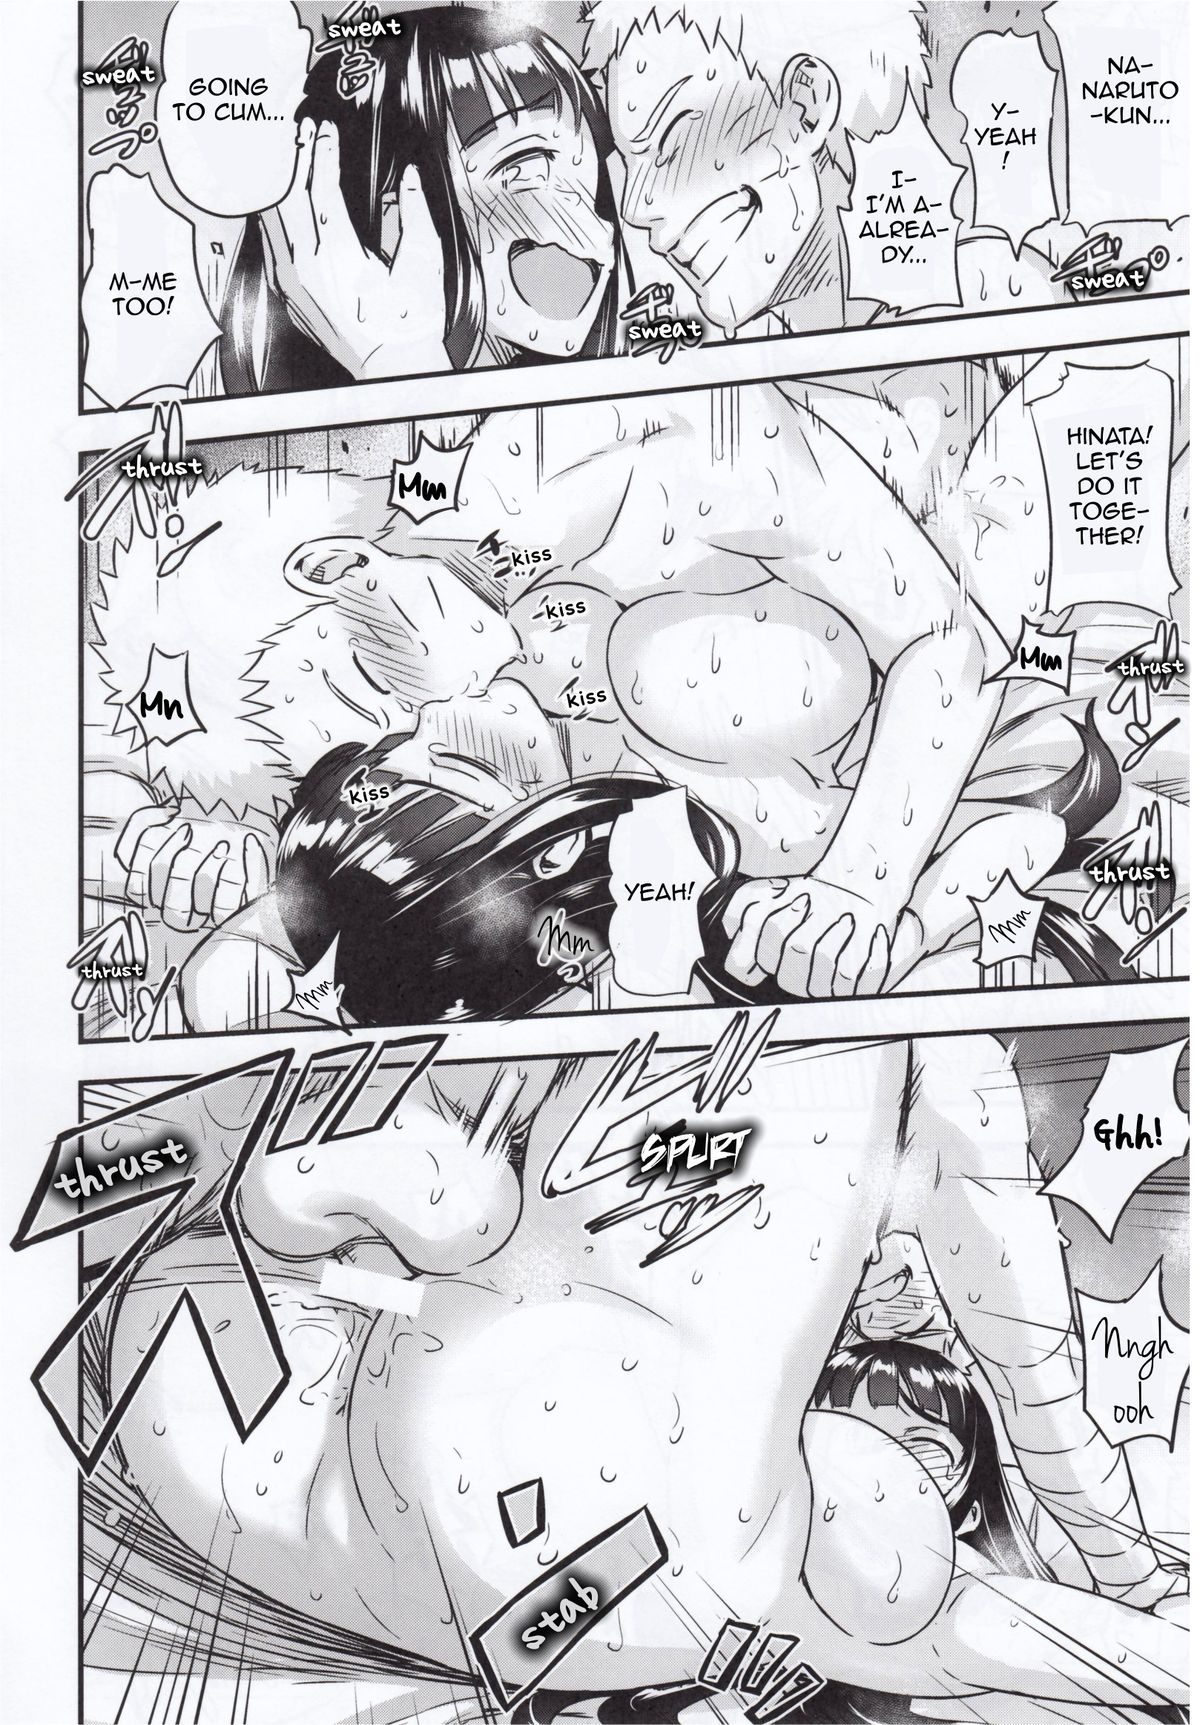 NA-
NARUTO
-KUN...
Y-
YEAH
!
I-
I'M A-
ALREA-
DY...
sweat
sweat
sweat
sweat
GOING
TO CUM...
M-ME
TOO!
HINATA!
LET'S
DO IT
TOGE-
THER!
thrust
Mm
kiss
kiss
kiss
kiss
Mm
thrust
Mn
YEAH!
thrust
Mm
Mm
Mm
thrust
Ghh!
SPURT
thrust
Nngh
ooh
stab